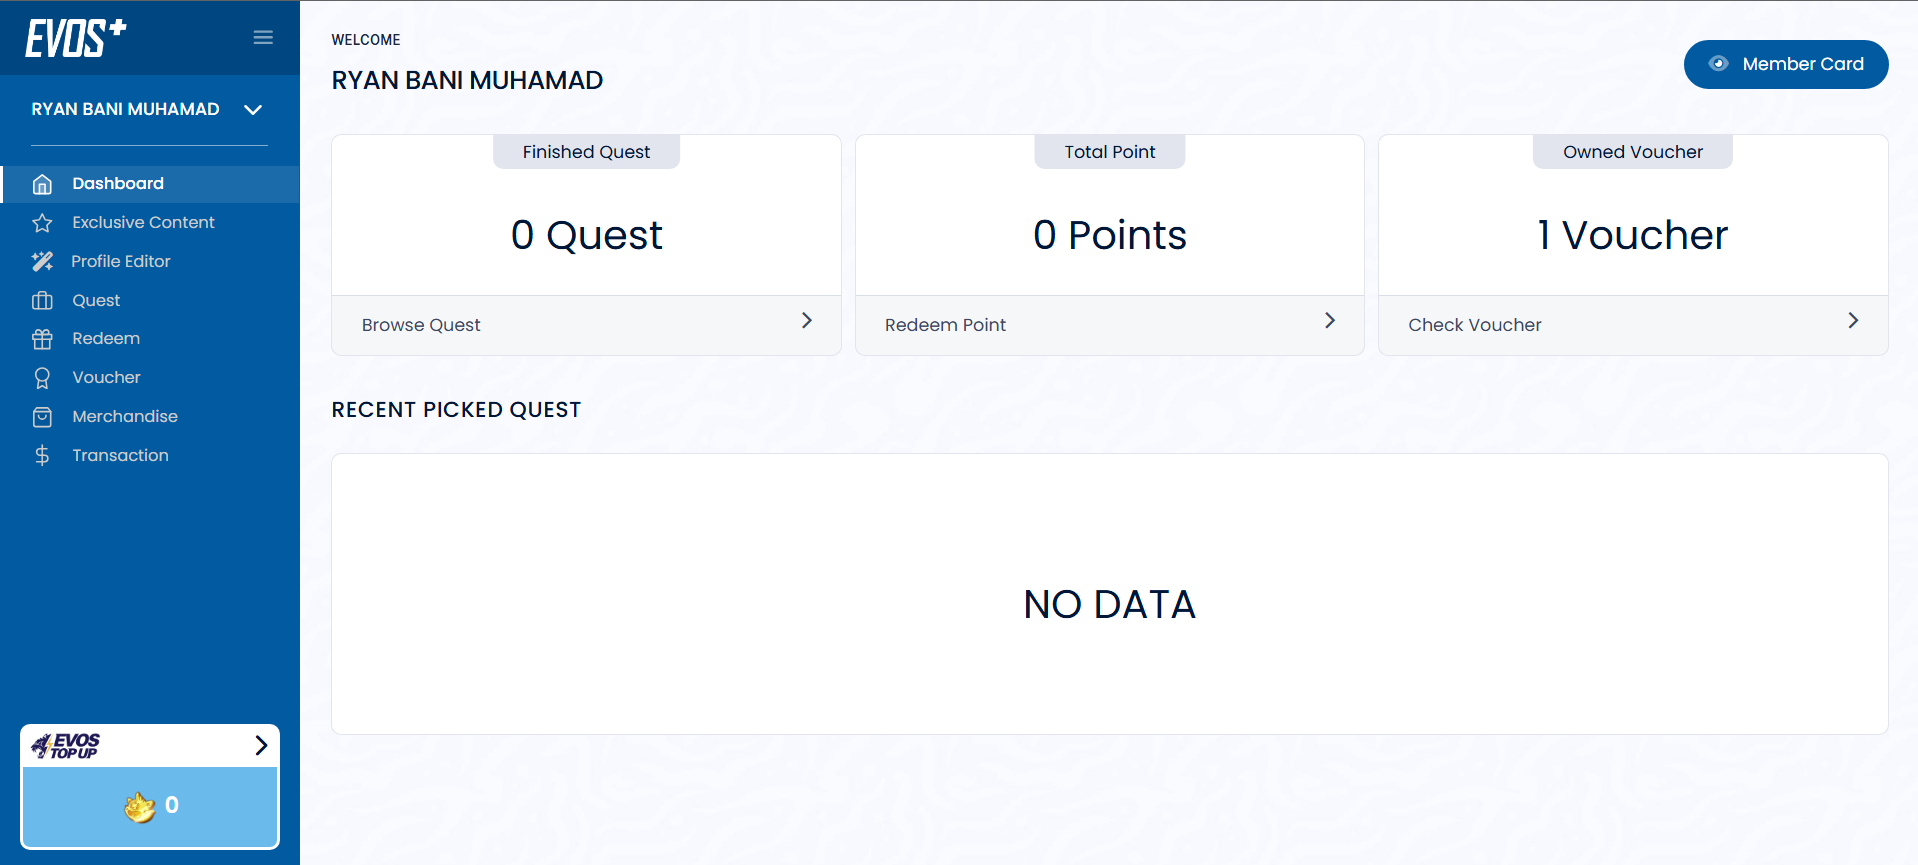 EVOS+
RYAN BANI MUHAMAD
Dashboard
Exclusive Content
Profile Editor
Quest
Redeem
Voucher
Merchandise
Transaction
EVOS
TOP UP
0
WELCOME
RYAN BANI MUHAMAD
Member Card
Finished Quest
0 Quest
Browse Quest
Total Point
0 Points
Redeem Point
Owned Voucher
1 Voucher
Check Voucher
RECENT PICKED QUEST
NO DATA